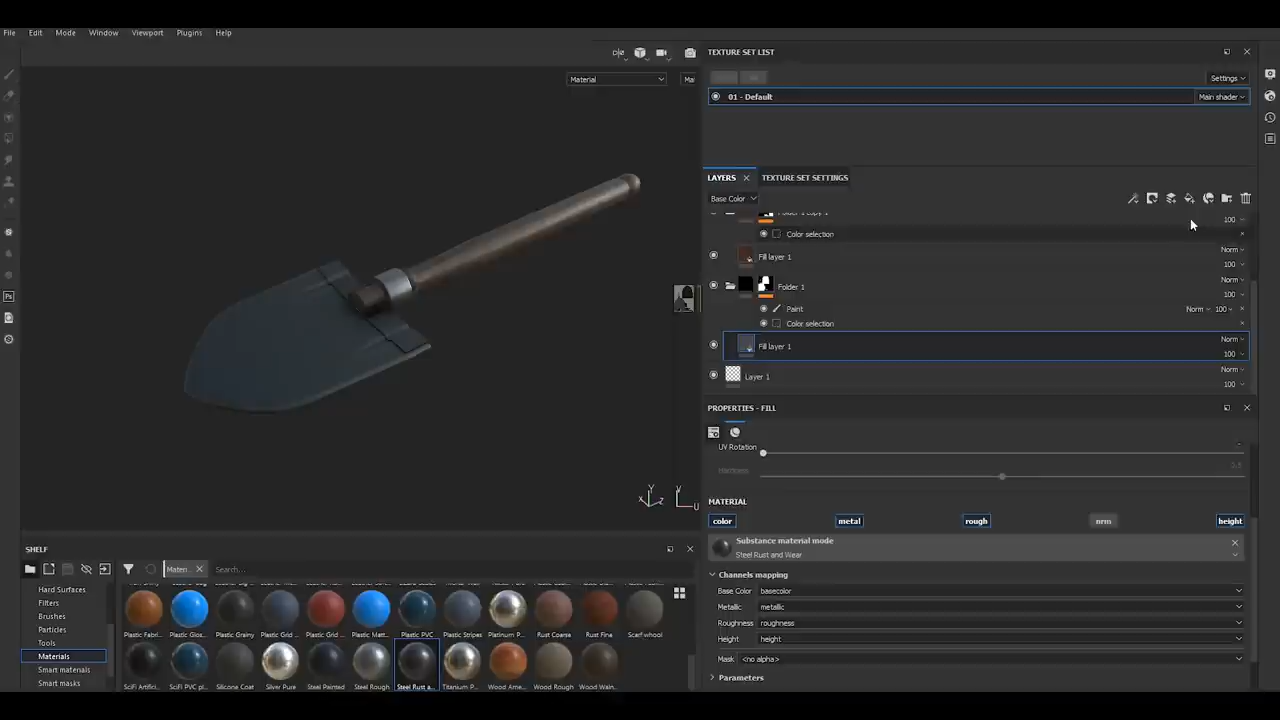 File Edit Mode Window Viewport Plugins Help
TEXTURE SET LIST
Material
Settings
01 - Default
Main shader
LAYERS
TEXTURE SET SETTINGS
Base Color
100
Color selection
Fill layer 1
Norm
100
Folder 1
Norm
100
Paint
Norm 100
Color selection
Fill layer 1
Norm
100
Layer 1
Norm
100
PROPERTIES - FILL
UV Rotation
Hardness
0.5
MATERIAL
color metal rough nrm height
Substance material mode
Steel Rust and Wear
Channels mapping
Base Color basecolor
Metallic metallic
Roughness roughness
Height height
Mask <no alpha>
Parameters
X Y Z
V
U
SHELF
Materi...
Search...
Hard Surfaces
Filters
Brushes
Particles
Tools
Materials
Smart materials
Smart masks
Plastic Fabri...
Plastic Glos...
Plastic Grainy
Plastic Grid ...
Plastic Grid ...
Plastic Matt...
Plastic PVC
Plastic Stripes
Platinum P...
Rust Coarse
Rust Fine
Scarf whool
SciFi Artifici...
SciFi PVC pl...
Silicone Coat
Silver Pure
Steel Painted
Steel Rough
Steel Rust a...
Titanium P...
Wood Ame...
Wood Rough
Wood Waln...